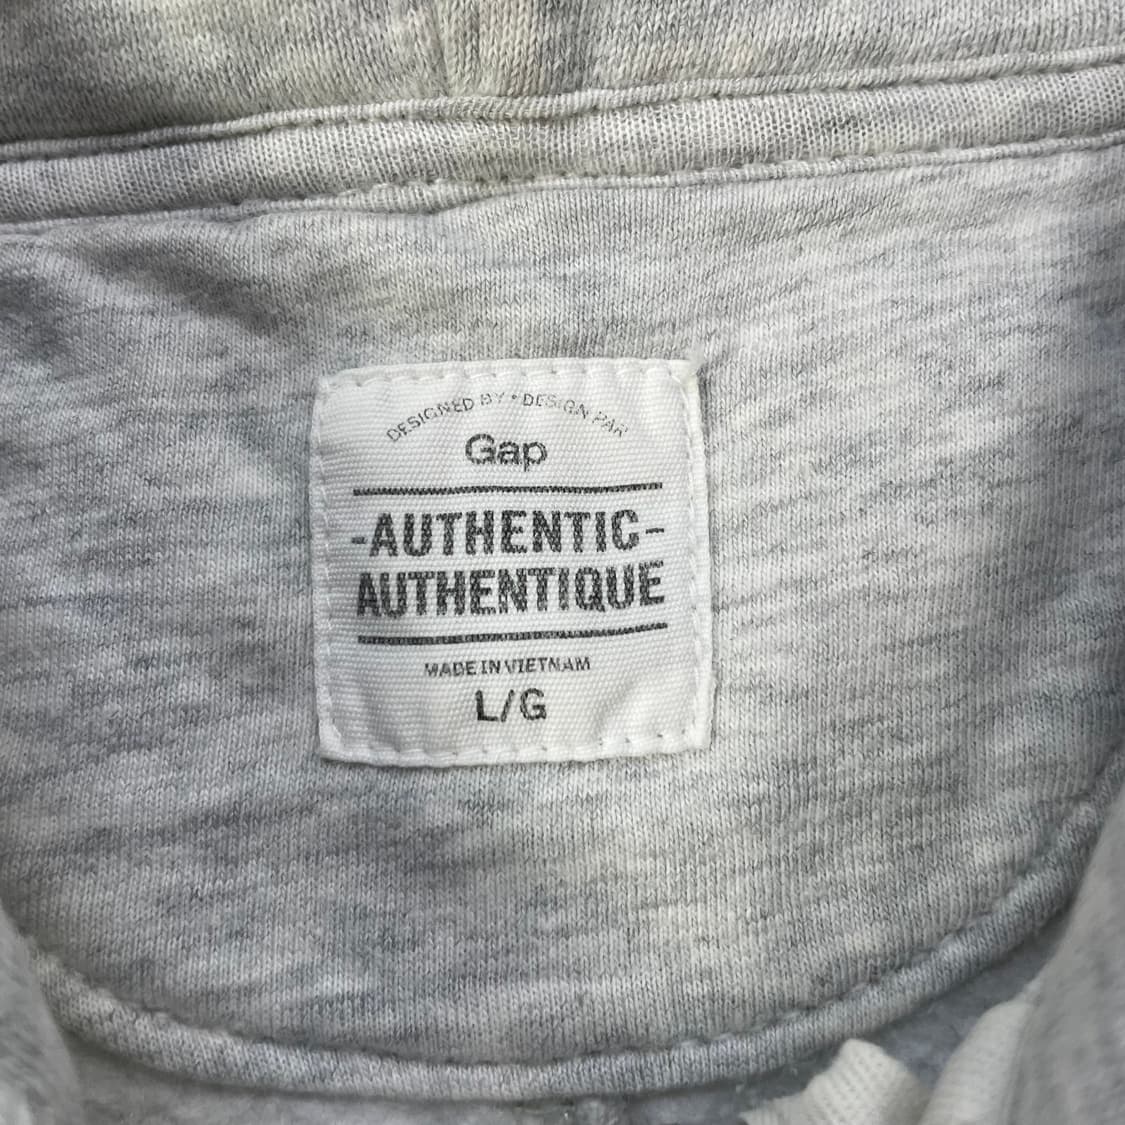 DESIGNED BY • DESIGN PAR
Gap
-AUTHENTIC-
AUTHENTIQUE
MADE IN VIETNAM
L/G